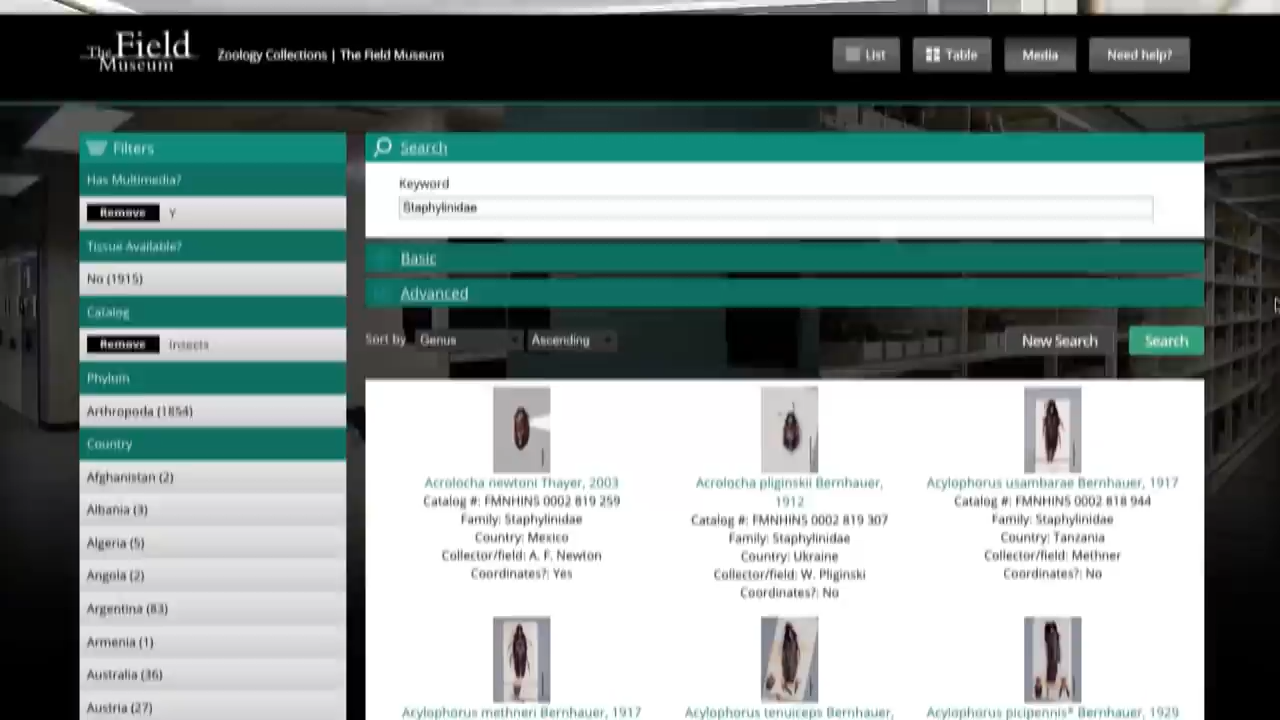 The Field Museum
Zoology Collections | The Field Museum
List
Table
Media
Need help?
Filters
Has Multimedia?
Remove Y
Tissue Available?
No (1915)
Catalog
Remove Insects
Phylum
Arthropoda (1854)
Country
Afghanistan (2)
Albania (3)
Algeria (5)
Angola (2)
Argentina (83)
Armenia (1)
Australia (36)
Austria (27)
Search
Keyword
Staphylinidae
Basic
Advanced
Sort by Genus Ascending
New Search
Search
Acrolocha newtoni Thayer, 2003
Catalog #: FMNHINS 0002 819 259
Family: Staphylinidae
Country: Mexico
Collector/field: A. F. Newton
Coordinates?: Yes
Acrolocha pliginskii Bernhauer,
1912
Catalog #: FMNHINS 0002 819 307
Family: Staphylinidae
Country: Ukraine
Collector/field: W. Pliginski
Coordinates?: No
Acylophorus usambarae Bernhauer, 1917
Catalog #: FMNHINS 0002 818 944
Family: Staphylinidae
Country: Tanzania
Collector/field: Methner
Coordinates?: No
Acylophorus methneri Bernhauer, 1917
Acylophorus tenuiceps Bernhauer,
Acylophorus picipennis* Bernhauer, 1929